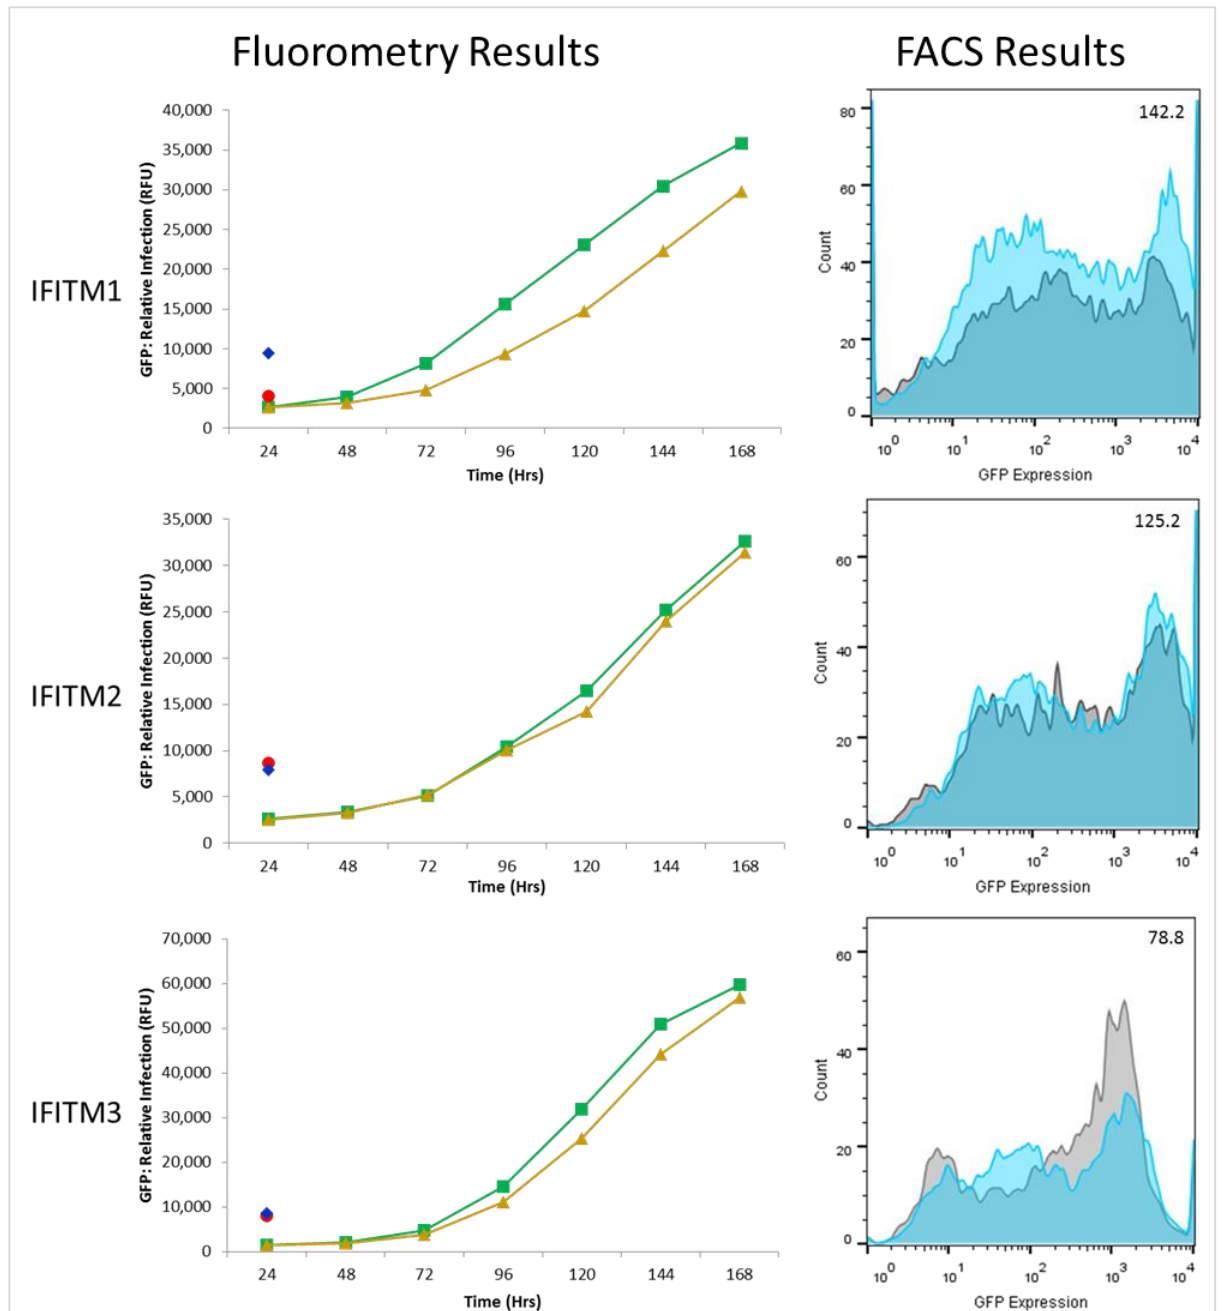 Fluorometry Results
FACS Results
IFITM1
GFP: Relative Infection (RFU)
40,000
35,000
30,000
25,000
20,000
15,000
10,000
5,000
0
24 48 72 96 120 144 168
Time (Hrs)
142.2
Count
80
60
40
20
0
10^0 10^1 10^2 10^3 10^4
GFP Expression
IFITM2
GFP: Relative Infection (RFU)
35,000
30,000
25,000
20,000
15,000
10,000
5,000
0
24 48 72 96 120 144 168
Time (Hrs)
125.2
Count
60
40
20
0
10^0 10^1 10^2 10^3 10^4
GFP Expression
IFITM3
GFP: Relative Infection (RFU)
70,000
60,000
50,000
40,000
30,000
20,000
10,000
0
24 48 72 96 120 144 168
Time (Hrs)
78.8
Count
60
40
20
0
10^0 10^1 10^2 10^3 10^4
GFP Expression